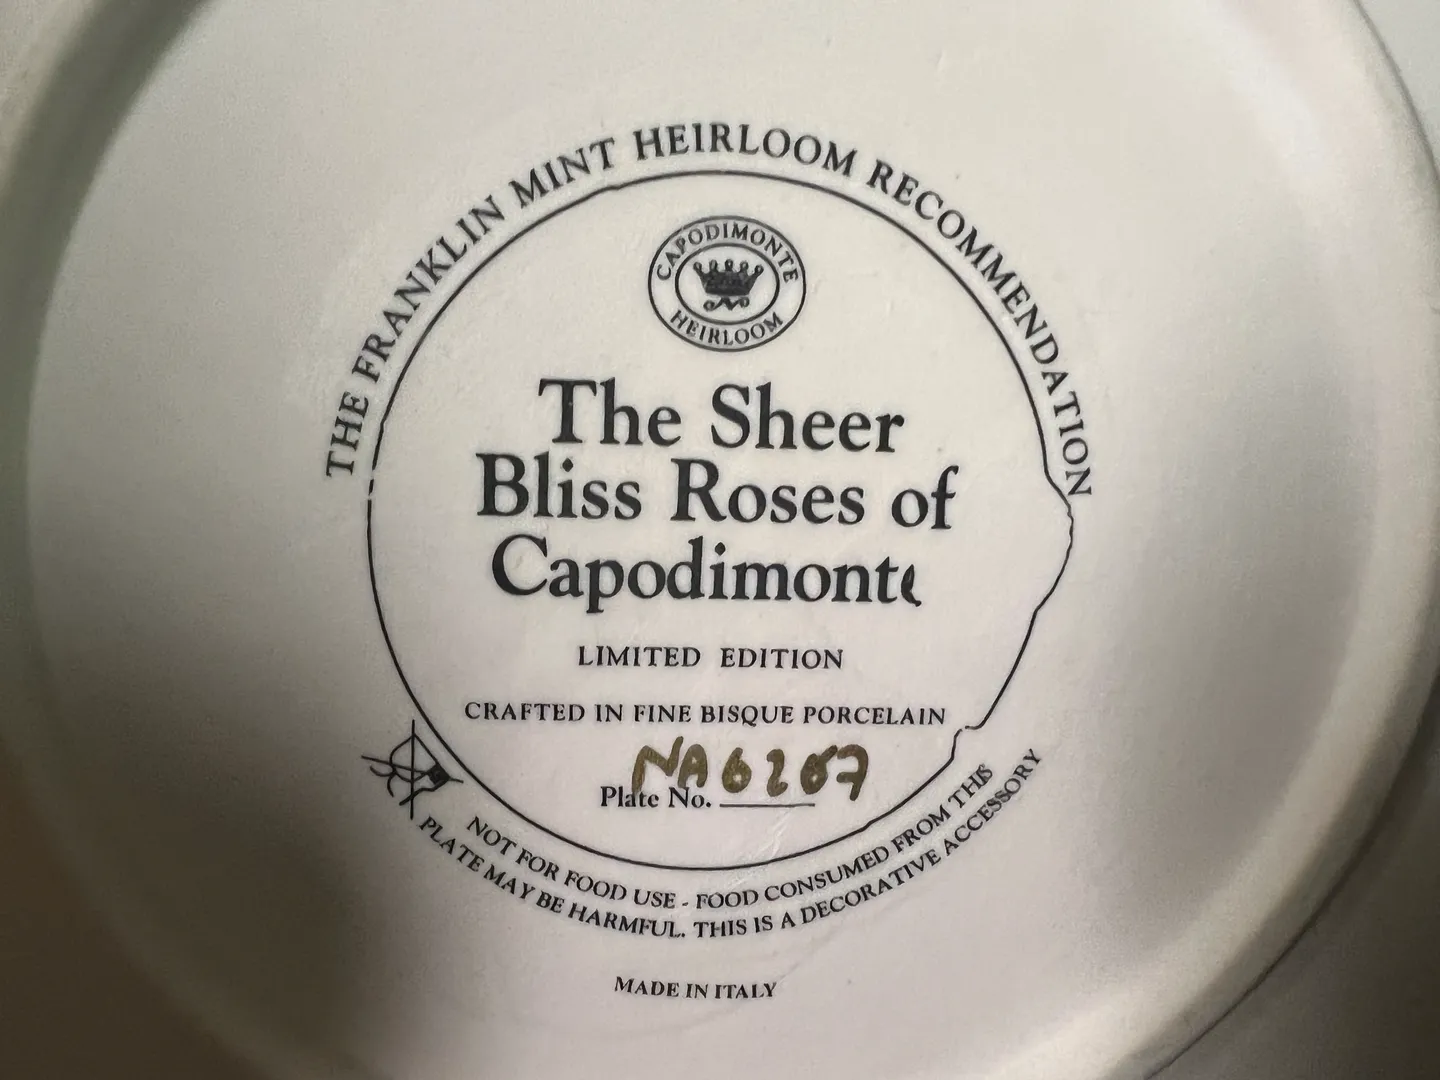 THE FRANKLIN MINT HEIRLOOM RECOMMENDATION
CAPODIMONTE
HEIRLOOM
The Sheer
Bliss Roses of
Capodimonte
LIMITED EDITION
CRAFTED IN FINE BISQUE PORCELAIN
Plate No. NA6267
NOT FOR FOOD USE - FOOD CONSUMED FROM THIS
PLATE MAY BE HARMFUL. THIS IS A DECORATIVE ACCESSORY
MADE IN ITALY